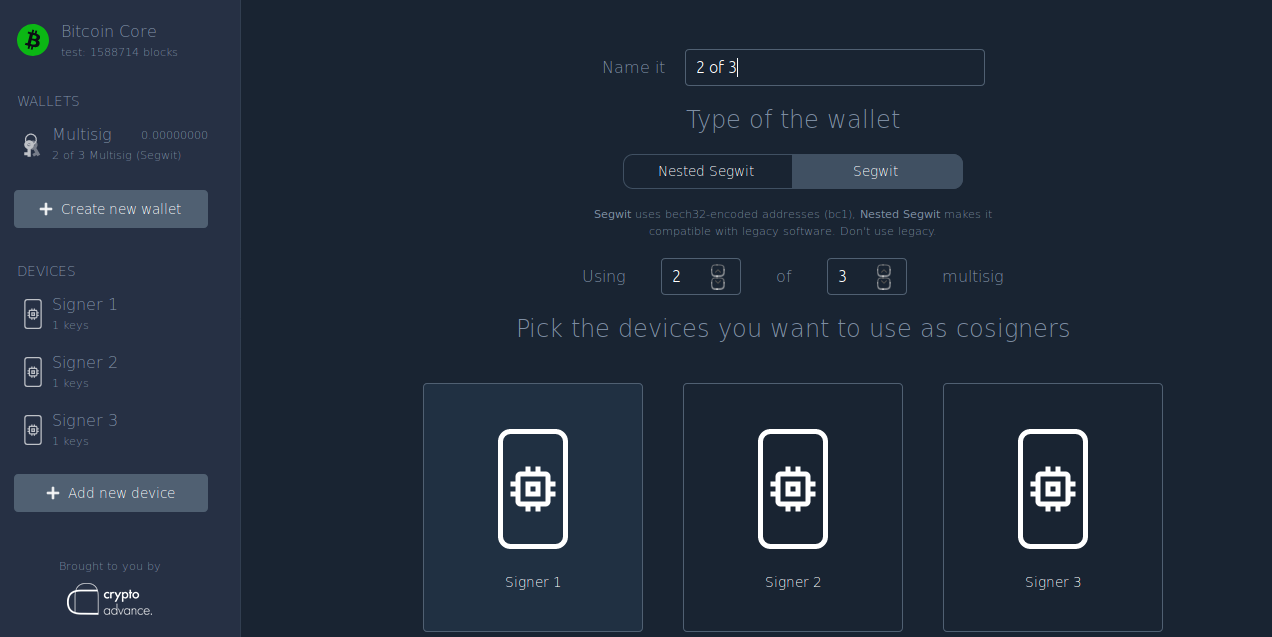 Bitcoin Core
test: 1588714 blocks
WALLETS
Multisig 0.00000000
2 of 3 Multisig (Segwit)
Create new wallet
DEVICES
Signer 1
1 keys
Signer 2
1 keys
Signer 3
1 keys
Add new device
Brought to you by
crypto
advance.
Name it 2 of 3
Type of the wallet
Nested Segwit Segwit
Segwit uses bech32-encoded addresses (bc1), Nested Segwit makes it
compatible with legacy software. Don't use legacy.
Using 2 of 3 multisig
Pick the devices you want to use as cosigners
Signer 1 Signer 2 Signer 3